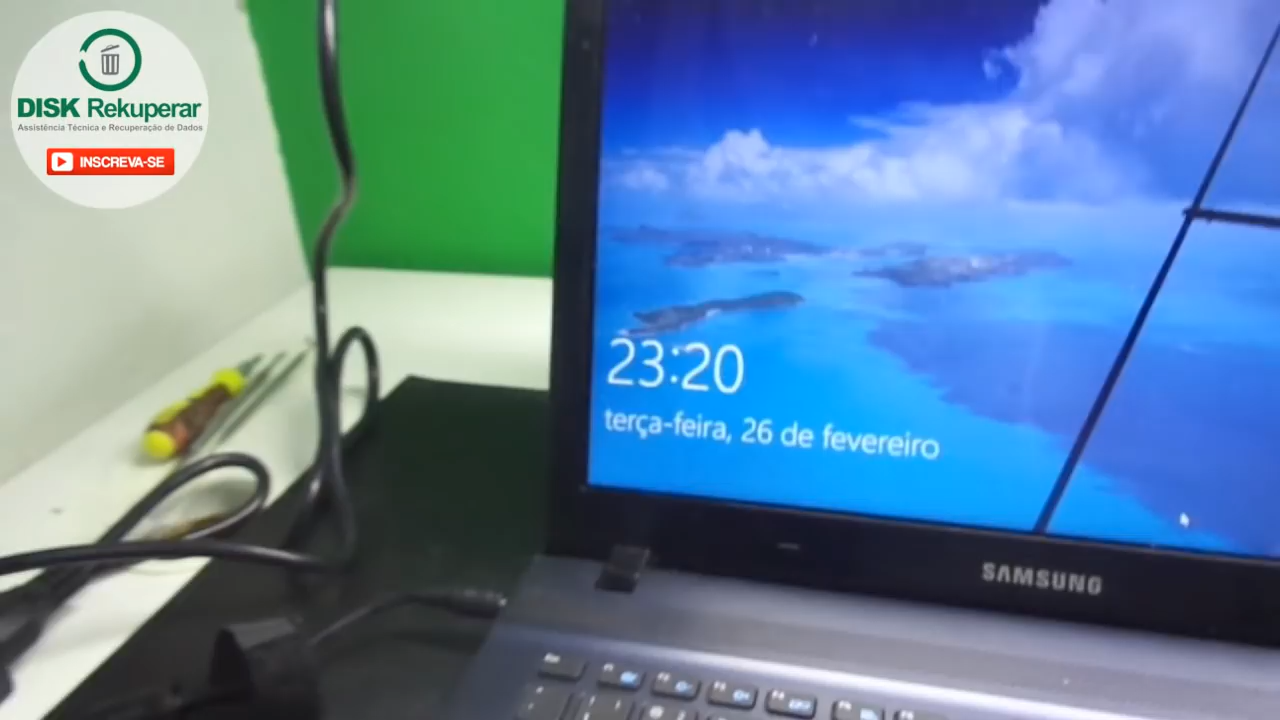 DISK Rekuperar
Assistência Técnica e Recuperação de Dados
INSCREVA-SE
23:20
terça-feira, 26 de fevereiro
SAMSUNG